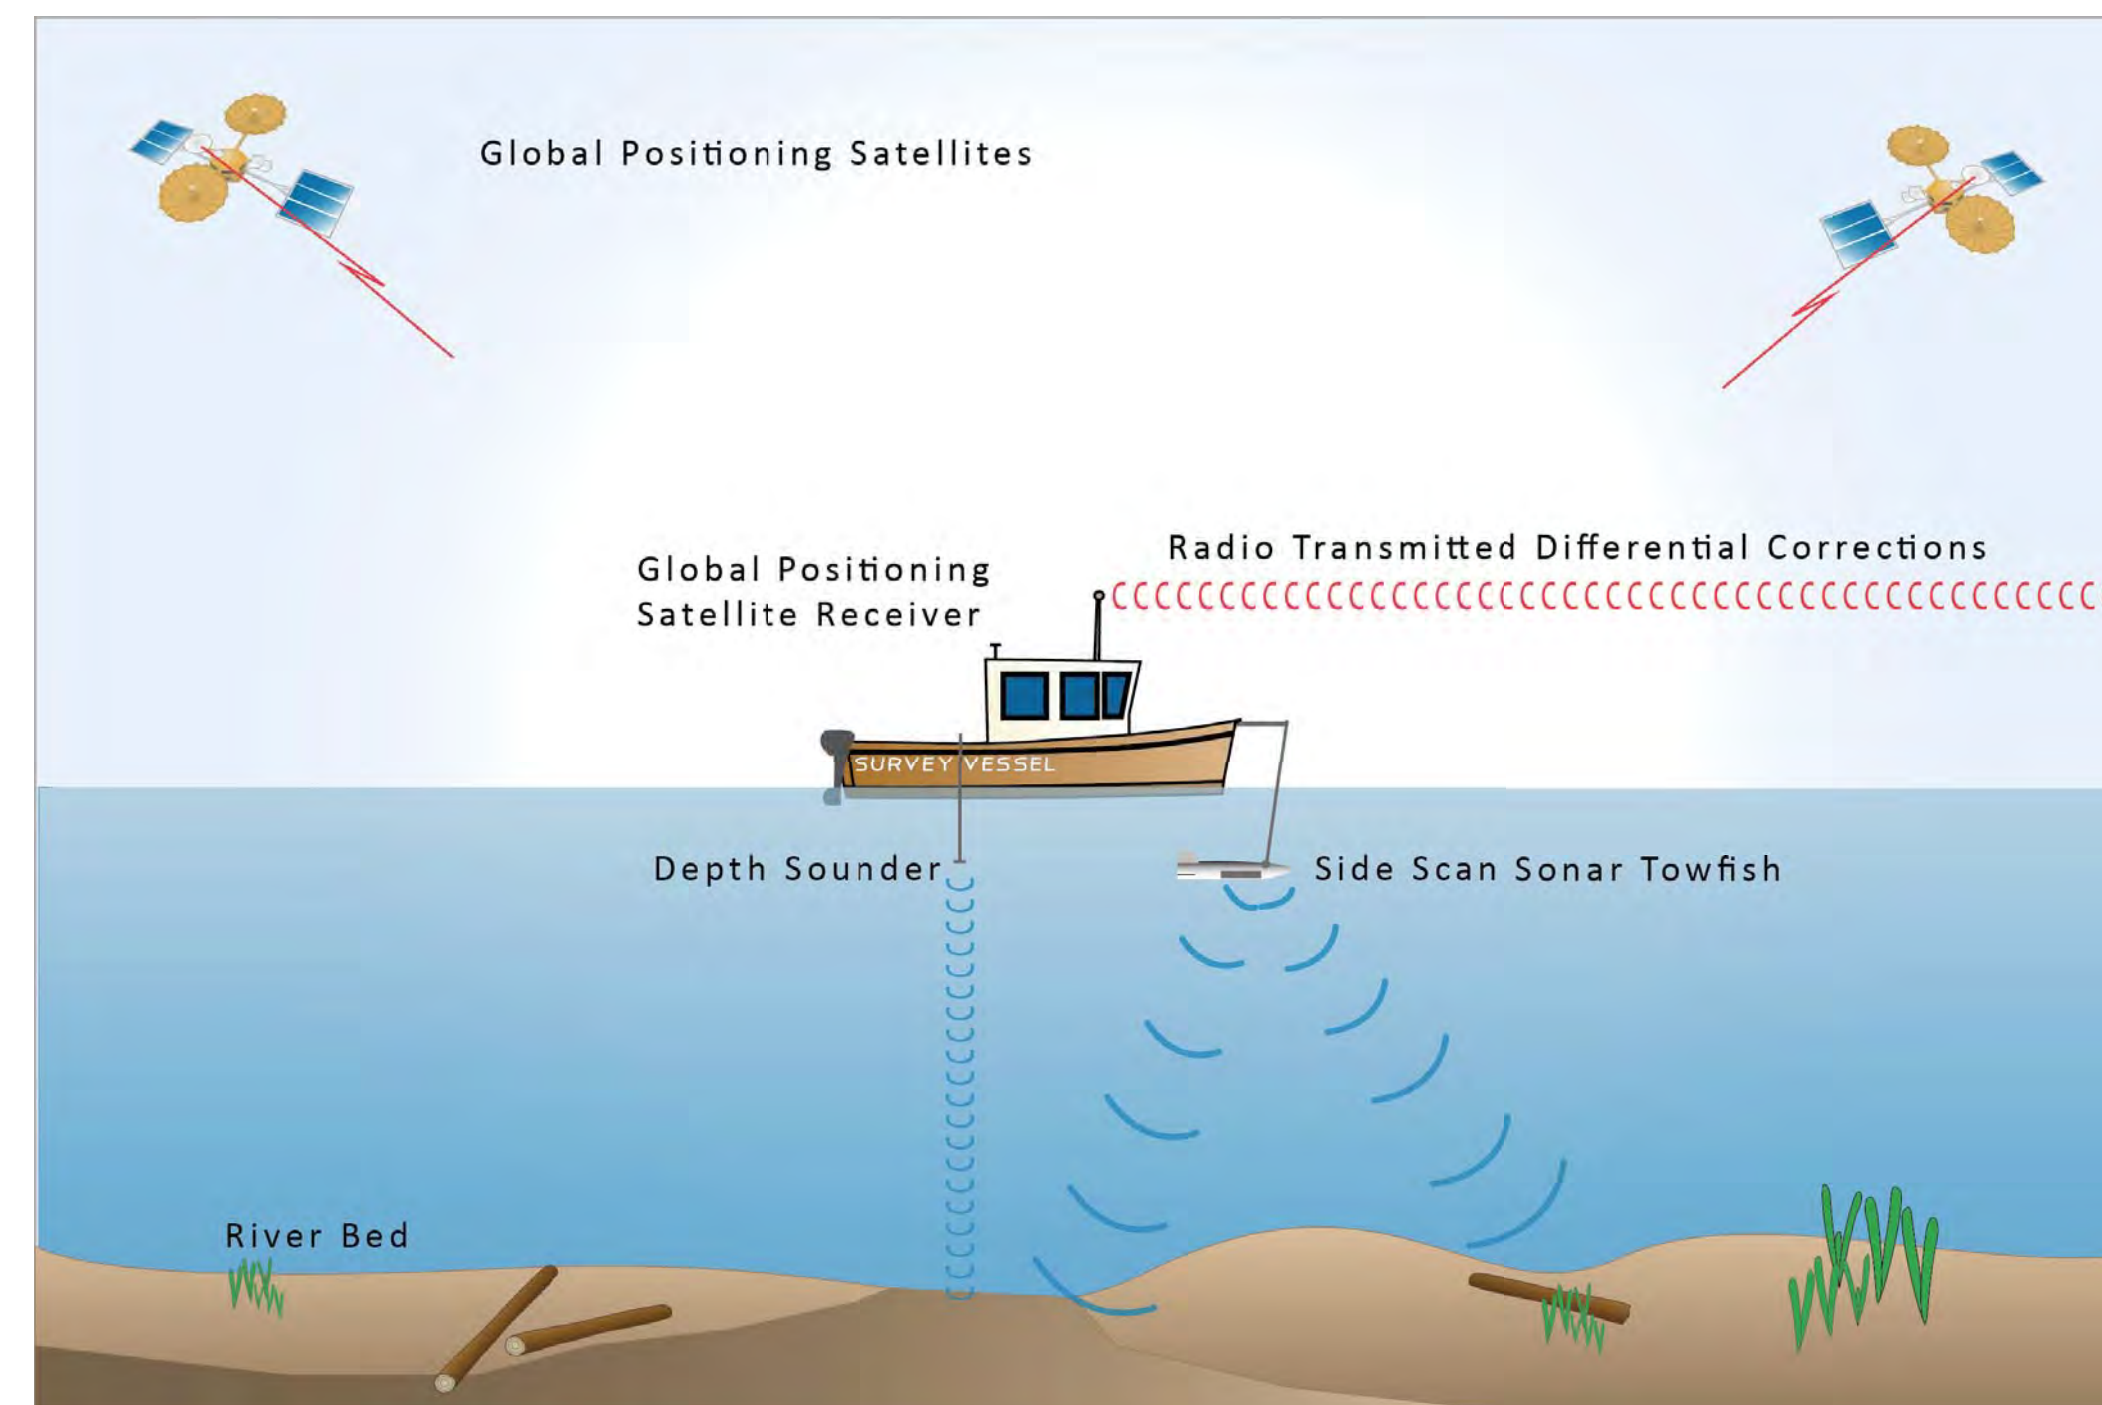 Global Positioning Satellites
Radio Transmitted Differential Corrections
Global Positioning
Satellite Receiver
SURVEY VESSEL
Depth Sounder
Side Scan Sonar Towfish
River Bed